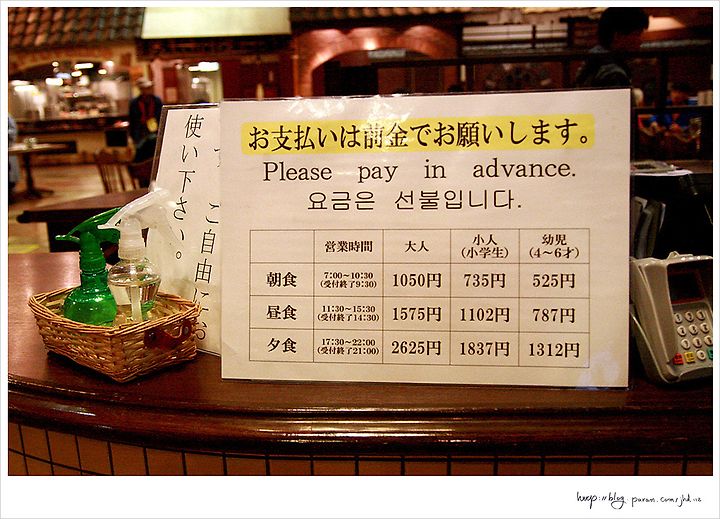 お支払いは前金でお願いします。
Please pay in advance.
요금은 선불입니다.
営業時間 大人 小人(小学生) 幼児(4～6才)
朝食 7:00～10:30(受付終了9:30) 1050円 735円 525円
昼食 11:30～15:30(受付終了14:30) 1575円 1102円 787円
夕食 17:30～22:00(受付終了21:00) 2625円 1837円 1312円
ご自由に
使い下さい。